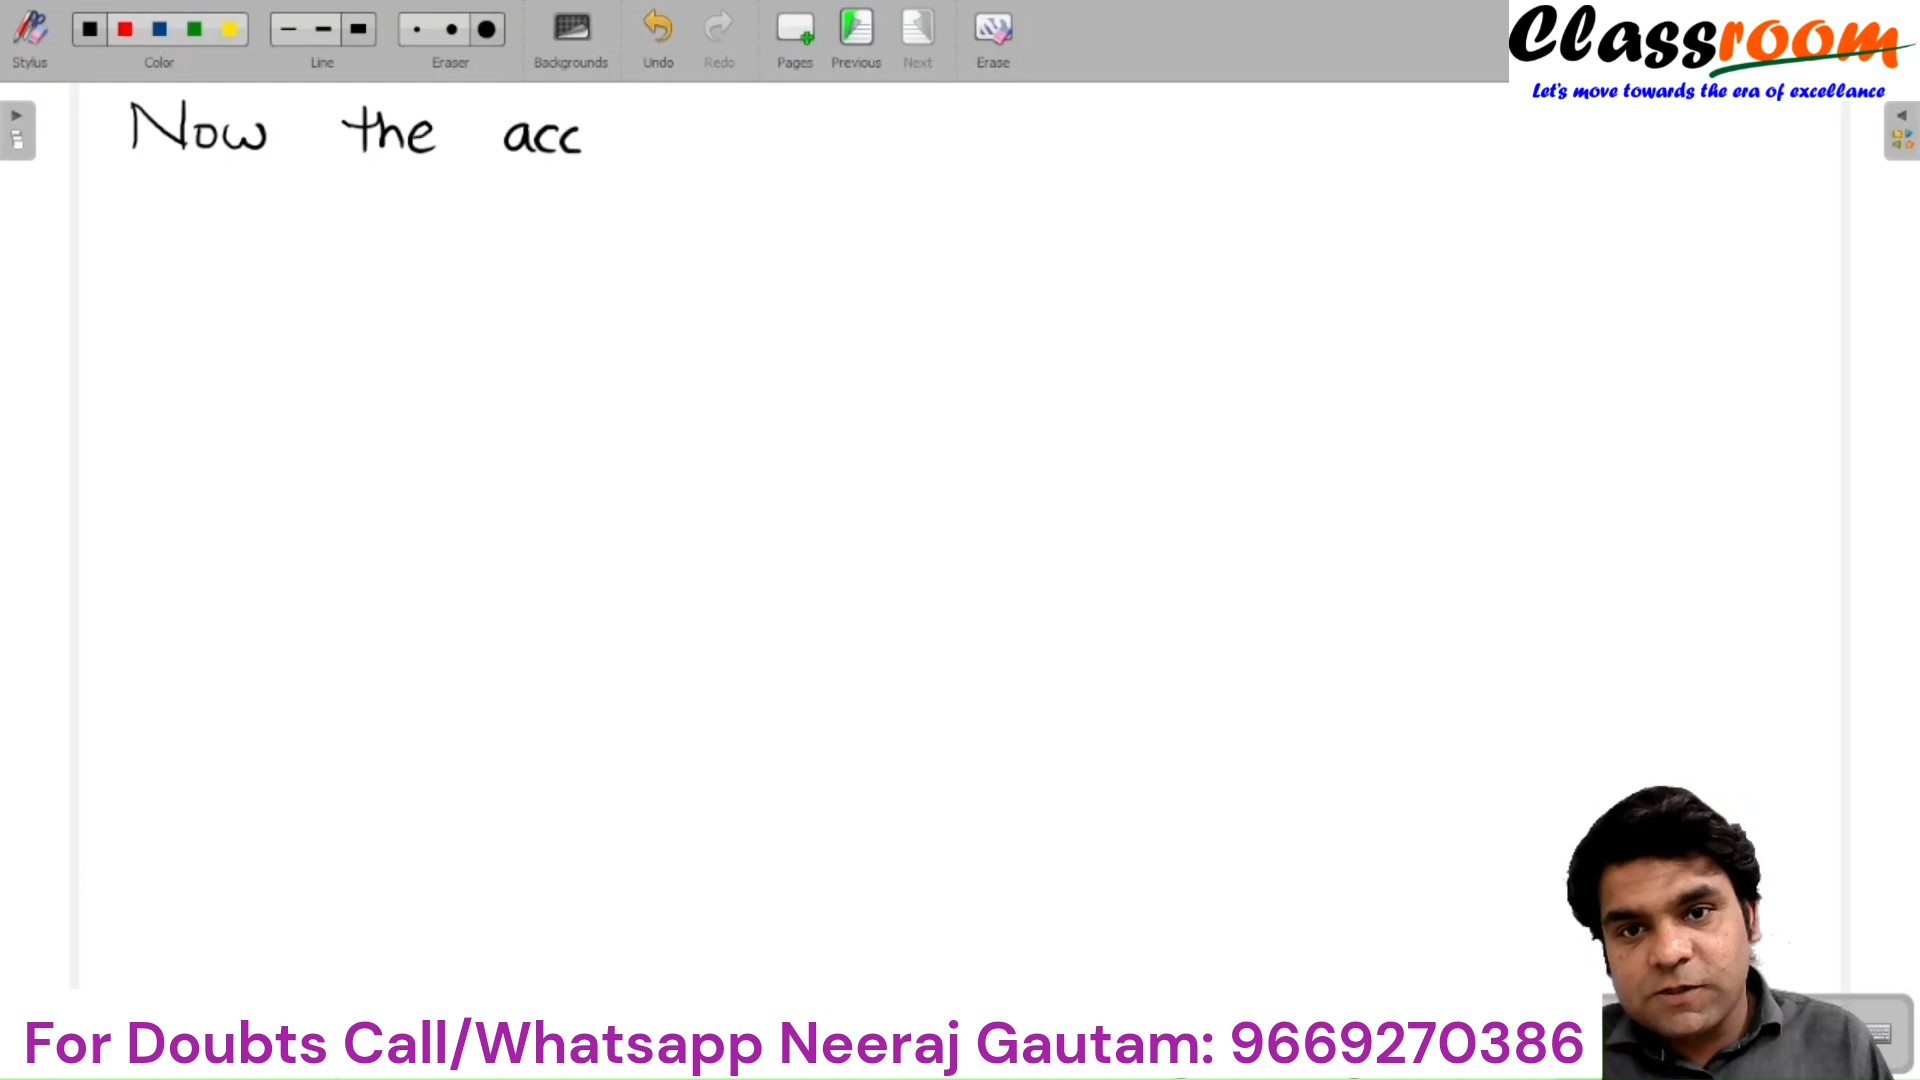 Stylus Color Line Eraser Backgrounds Undo Redo Pages Previous Next Erase
Classroom
Let's move towards the era of excellance
Now the acc
For Doubts Call/Whatsapp Neeraj Gautam: 9669270386